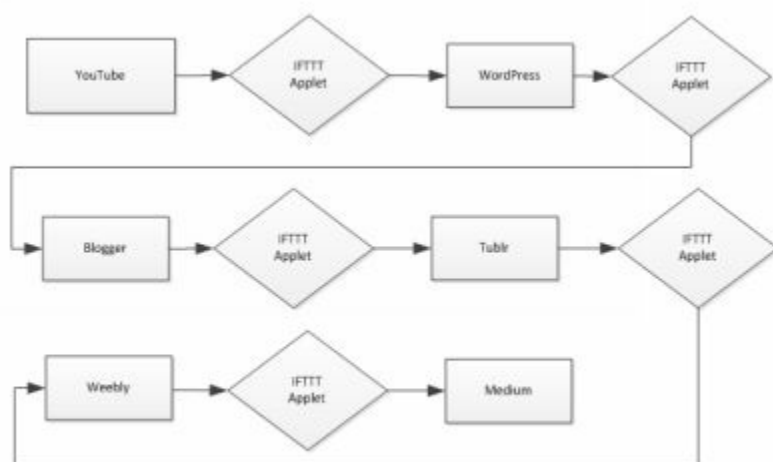 YouTube
IFTTT
Applet
WordPress
IFTTT
Applet
Blogger
IFTTT
Applet
Tublr
IFTTT
Applet
Weebly
IFTTT
Applet
Medium